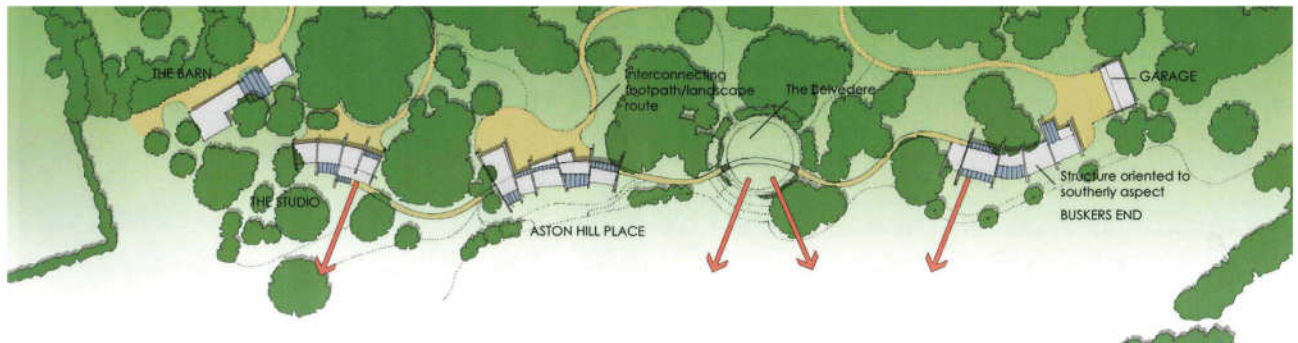 THE BARN
Interconnecting
footpath/landscape
route
The Belvedere
GARAGE
THE STUDIO
ASTON HILL PLACE
Structure oriented to
southerly aspect
BUSKERS END